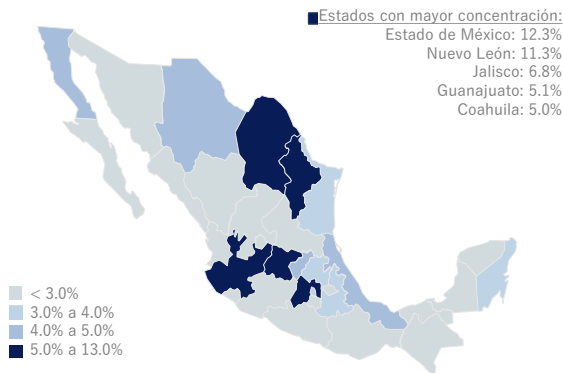 Estados con mayor concentración:
Estado de México: 12.3%
Nuevo León: 11.3%
Jalisco: 6.8%
Guanajuato: 5.1%
Coahuila: 5.0%
< 3.0%
3.0% a 4.0%
4.0% a 5.0%
5.0% a 13.0%